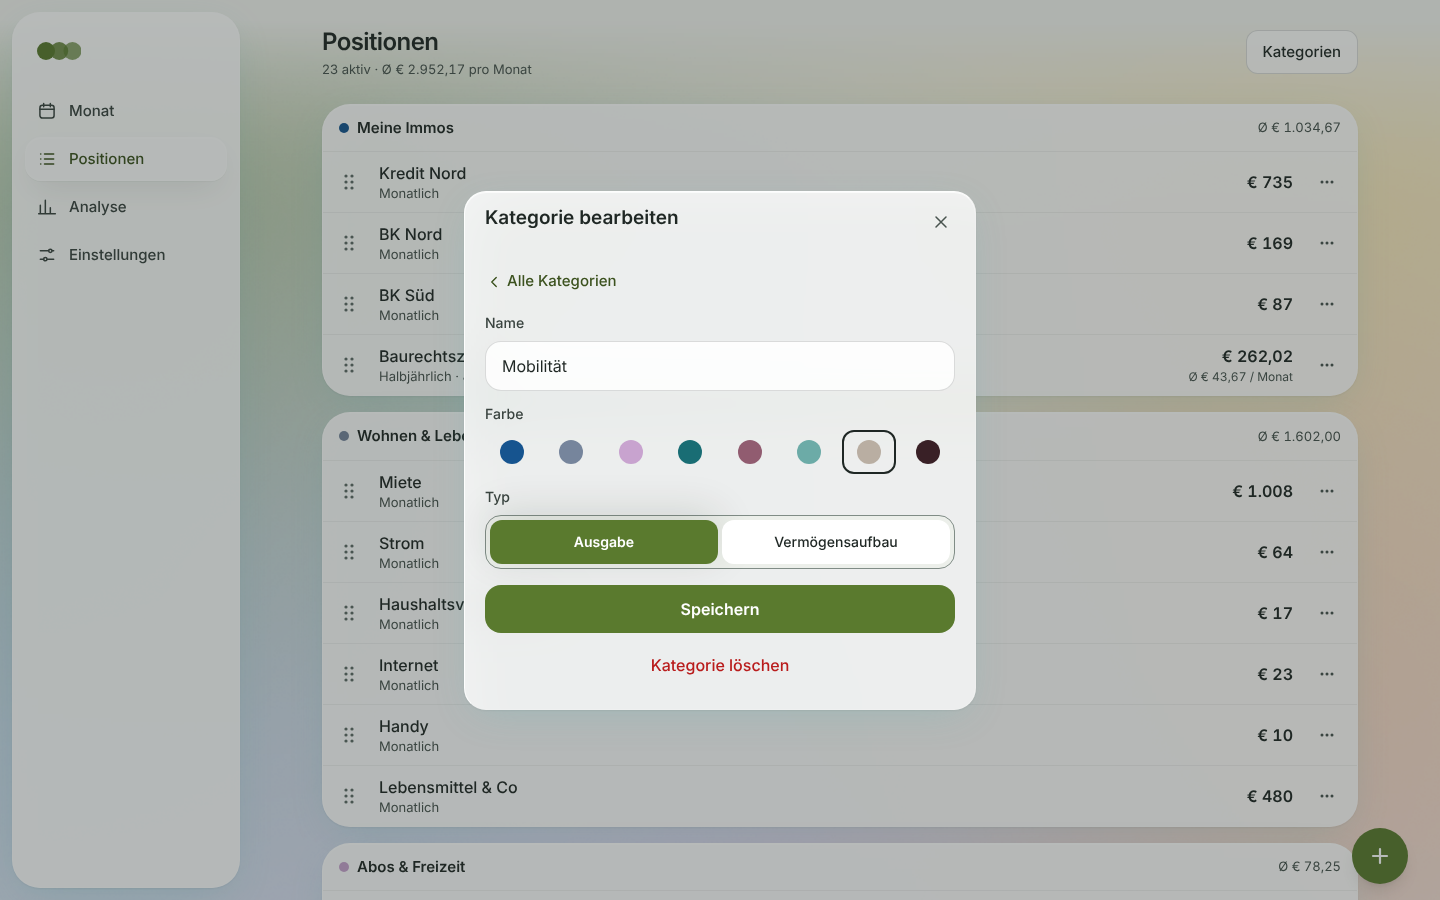 Monat
Positionen
Analyse
Einstellungen
Positionen
23 aktiv · Ø € 2.952,17 pro Monat
Kategorien
Meine Immos
Ø € 1.034,67
Kredit Nord
Monatlich
€ 735
BK Nord
Monatlich
€ 169
BK Süd
Monatlich
€ 87
Halbjährlich ·
€ 262,02
Ø € 43,67 / Monat
Wohnen &
Ø € 1.602,00
Miete
Monatlich
€ 1.008
Strom
Monatlich
€ 64
Monatlich
€ 17
Internet
Monatlich
€ 23
Handy
Monatlich
€ 10
Lebensmittel & Co
Monatlich
€ 480
Abos & Freizeit
Ø € 78,25
Kategorie bearbeiten
Alle Kategorien
Name
Mobilität
Farbe
Typ
Ausgabe
Vermögensaufbau
Speichern
Kategorie löschen